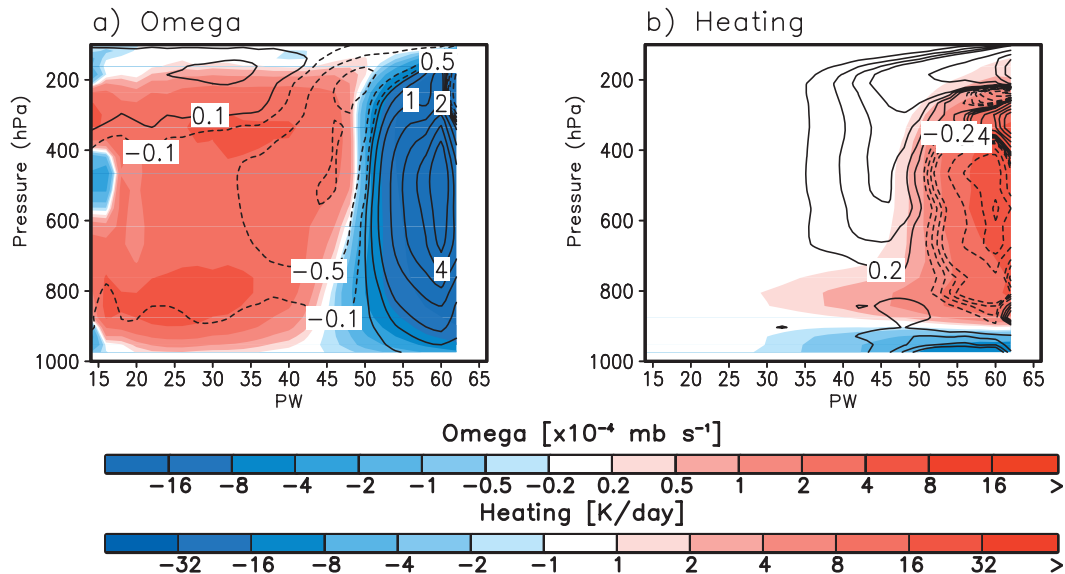 a) Omega
b) Heating
Pressure (hPa)
200
400
600
800
1000
15 20 25 30 35 40 45 50 55 60 65
PW
0.5
1
2
0.1
−0.1
−0.5
4
−0.1
Pressure (hPa)
200
400
600
800
1000
15 20 25 30 35 40 45 50 55 60 65
PW
−0.24
0.2
Omega [x10⁻⁴ mb s⁻¹]
−16 −8 −4 −2 −1 −0.5 −0.2 0.2 0.5 1 2 4 8 16 >
Heating [K/day]
−32 −16 −8 −4 −2 −1 1 2 4 8 16 32 >